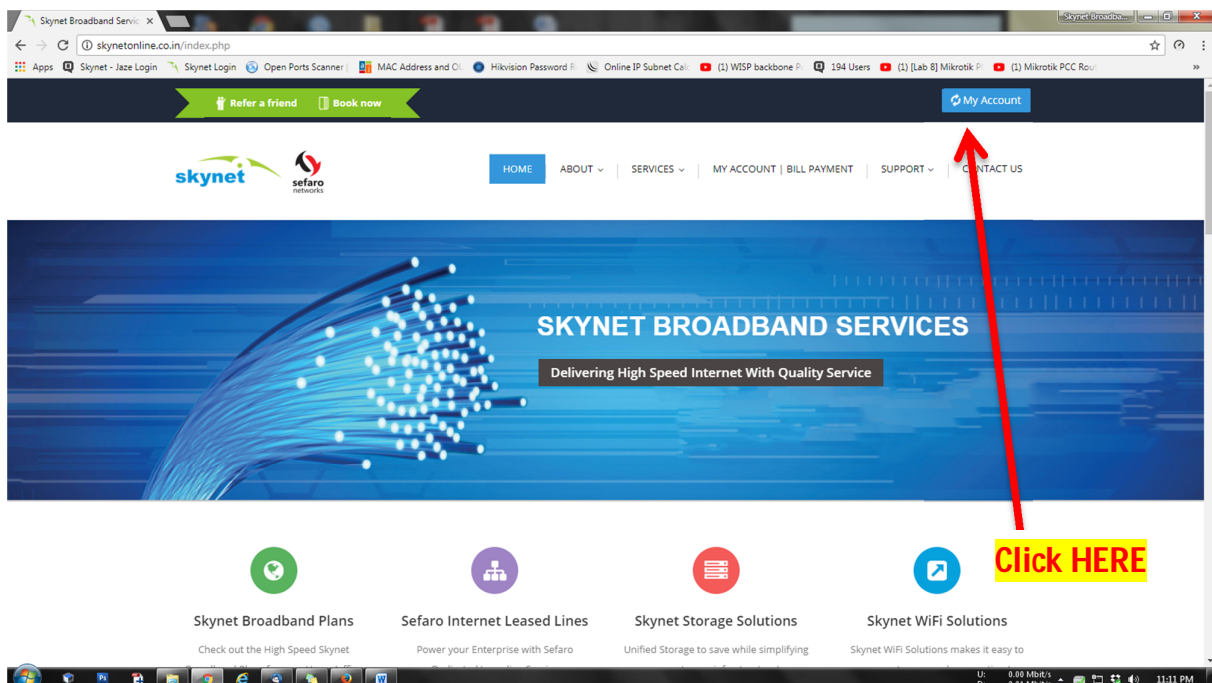 Skynet Broadband Servic
Skynet Broadba...
skynetonline.co.in/index.php
Apps Skynet - Jaze Login Skynet Login Open Ports Scanner | MAC Address and OU Hikvision Password R Online IP Subnet Calc (1) WISP backbone P 194 Users (1) [Lab 8] Mikrotik P (1) Mikrotik PCC Rou
Refer a friend Book now
My Account
skynet sefaro networks
HOME ABOUT SERVICES MY ACCOUNT | BILL PAYMENT SUPPORT CONTACT US
SKYNET BROADBAND SERVICES
Delivering High Speed Internet With Quality Service
Click HERE
Skynet Broadband Plans Sefaro Internet Leased Lines Skynet Storage Solutions Skynet WiFi Solutions
Check out the High Speed Skynet Power your Enterprise with Sefaro Unified Storage to save while simplifying Skynet WiFi Solutions makes it easy to
U: 0.00 Mbit/s
11:11 PM